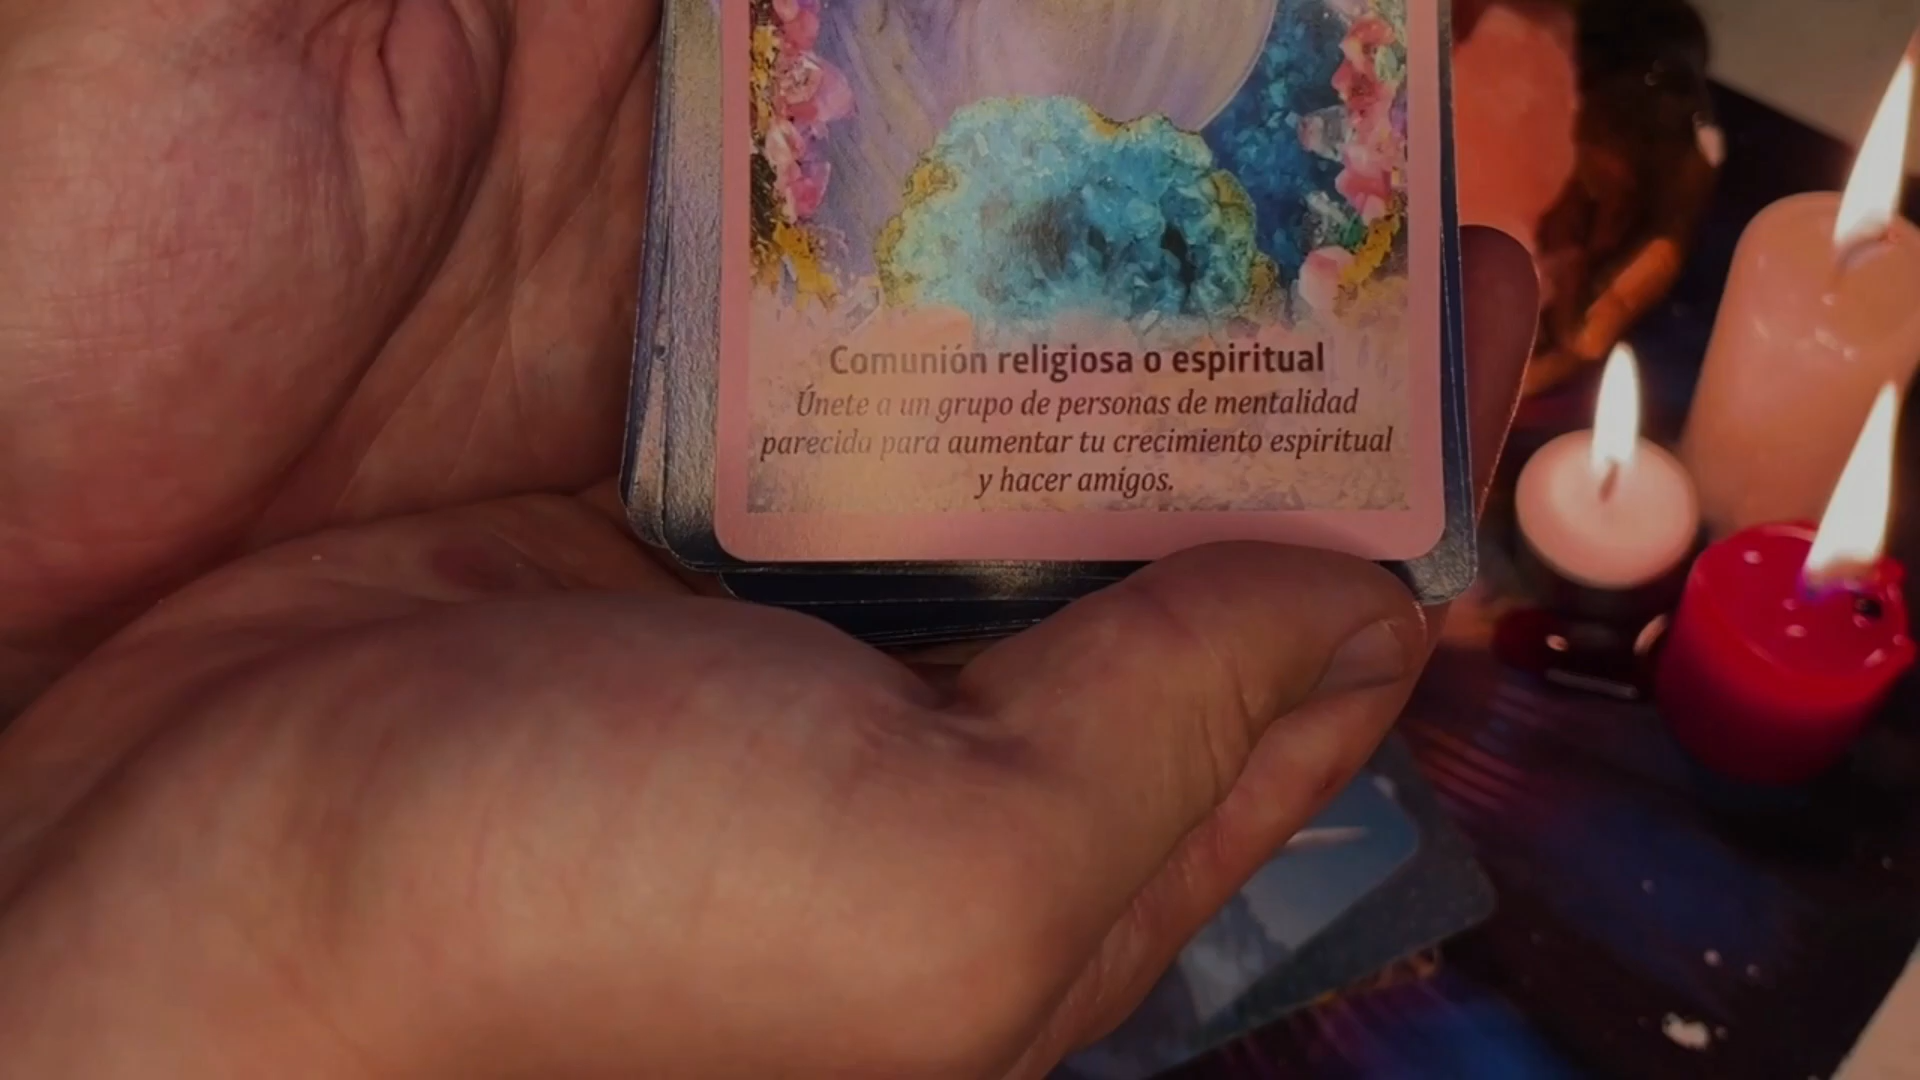 Comunión religiosa o espiritual
Únete a un grupo de personas de mentalidad
parecida para aumentar tu crecimiento espiritual
y hacer amigos.